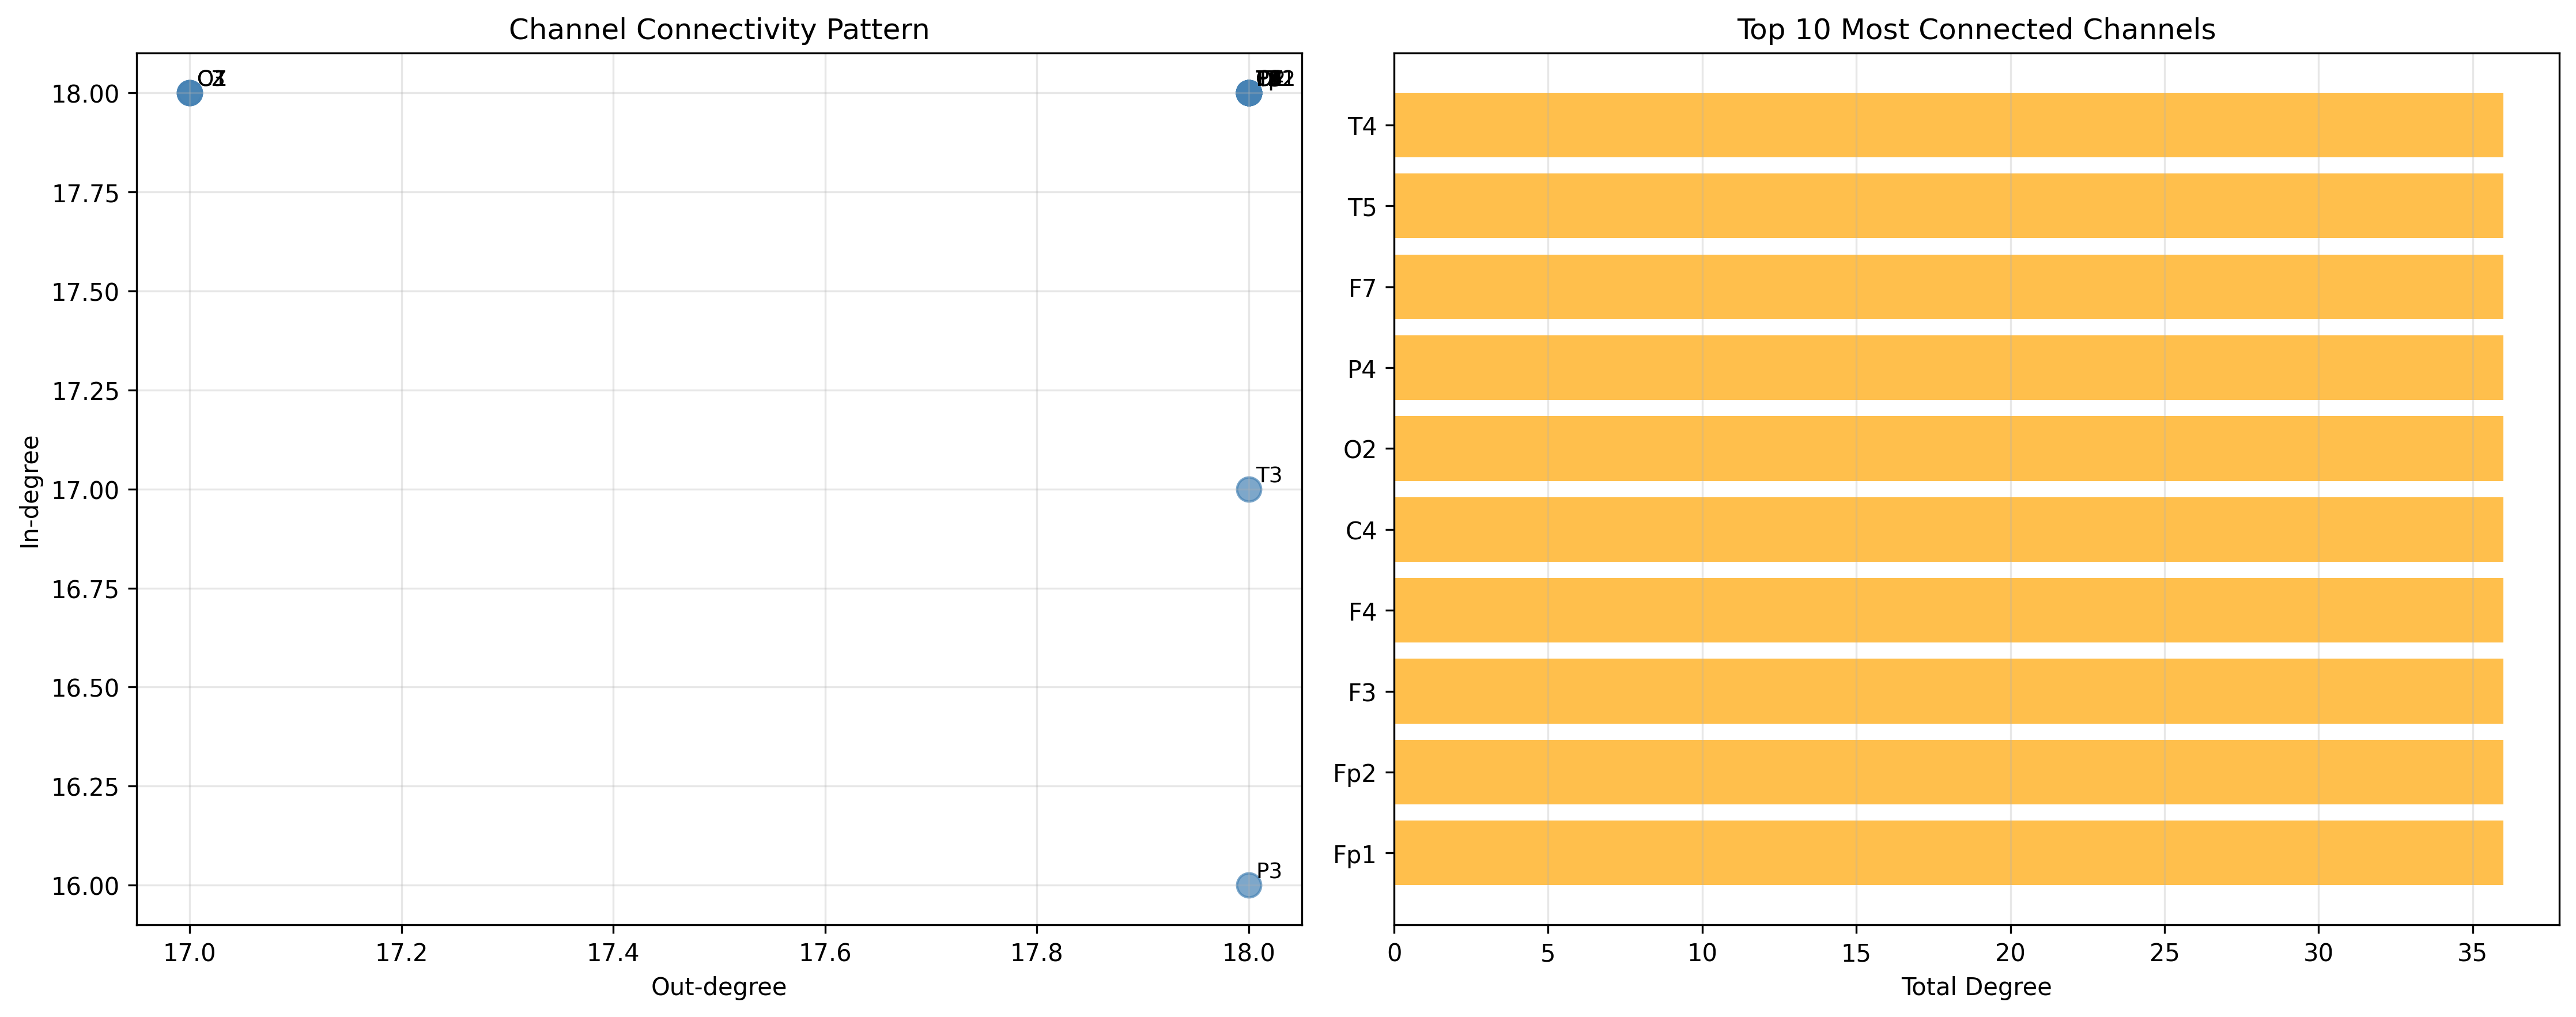 Channel Connectivity Pattern
In-degree
18.00
17.75
17.50
17.25
17.00
16.75
16.50
16.25
16.00
T3
P3
17.0
17.2
17.4
17.6
17.8
18.0
Out-degree
Top 10 Most Connected Channels
T4
T5
F7
P4
O2
C4
F4
F3
Fp2
Fp1
0
5
10
15
20
25
30
35
Total Degree